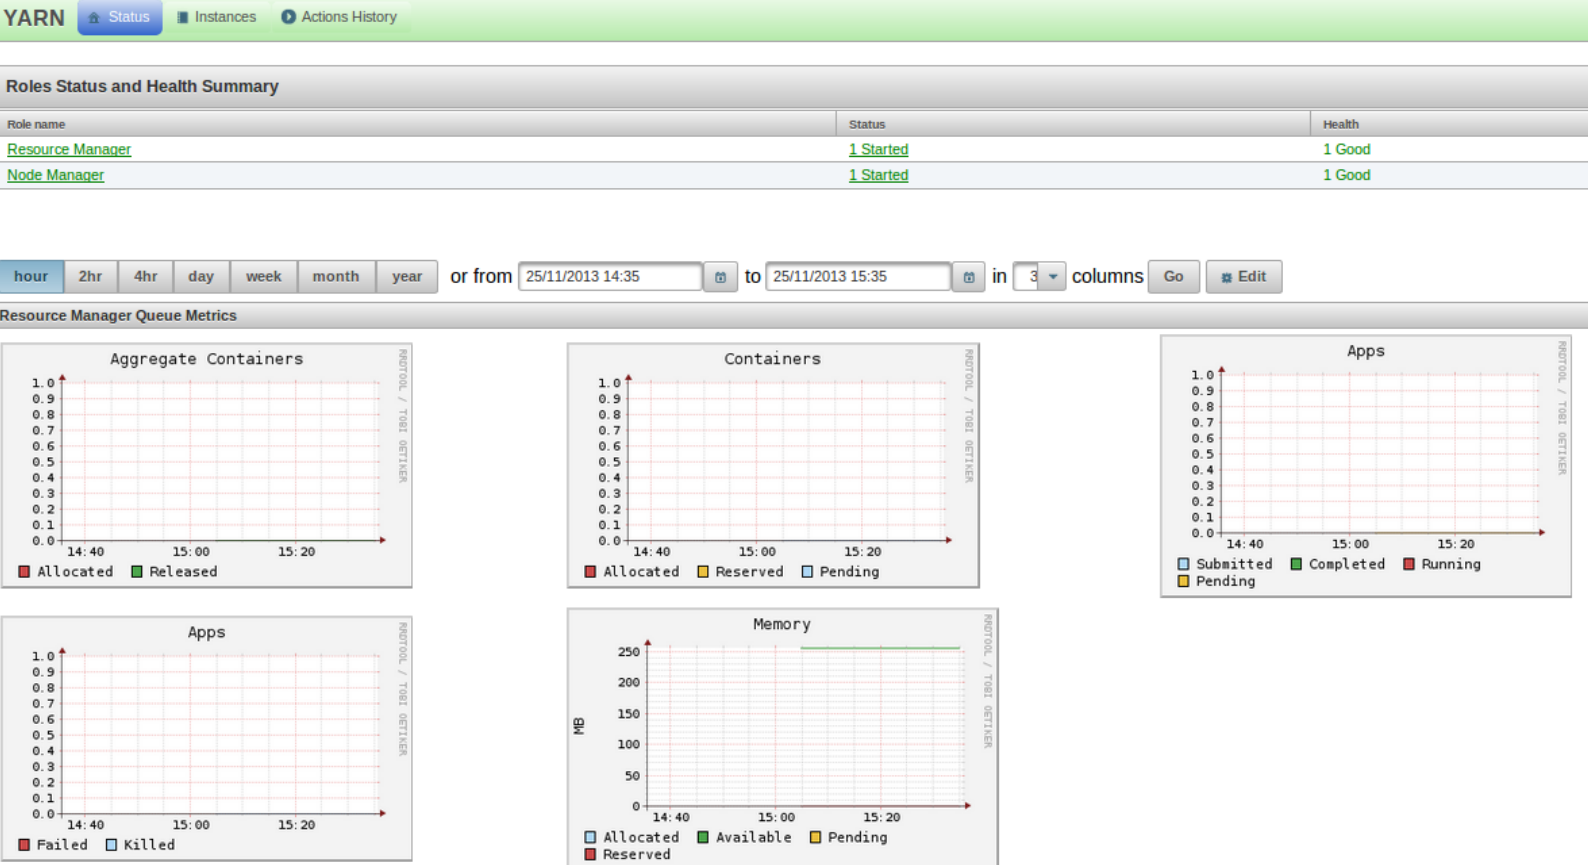 YARN Status Instances Actions History
Roles Status and Health Summary
Role name Status Health
Resource Manager 1 Started 1 Good
Node Manager 1 Started 1 Good
hour 2hr 4hr day week month year or from 25/11/2013 14:35 to 25/11/2013 15:35 in 3 columns Go Edit
Resource Manager Queue Metrics
Aggregate Containers
RRDTOOL / TOBI OETIKER
1.0
0.9
0.8
0.7
0.6
0.5
0.4
0.3
0.2
0.1
0.0
14:40 15:00 15:20
Allocated Released
Containers
RRDTOOL / TOBI OETIKER
1.0
0.9
0.8
0.7
0.6
0.5
0.4
0.3
0.2
0.1
0.0
14:40 15:00 15:20
Allocated Reserved Pending
Apps
RRDTOOL / TOBI OETIKER
1.0
0.9
0.8
0.7
0.6
0.5
0.4
0.3
0.2
0.1
0.0
14:40 15:00 15:20
Submitted Completed Running
Pending
Apps
RRDTOOL / TOBI OETIKER
1.0
0.9
0.8
0.7
0.6
0.5
0.4
0.3
0.2
0.1
0.0
14:40 15:00 15:20
Failed Killed
Memory
RRDTOOL / TOBI OETIKER
MB
250
200
150
100
50
0
14:40 15:00 15:20
Allocated Available Pending
Reserved